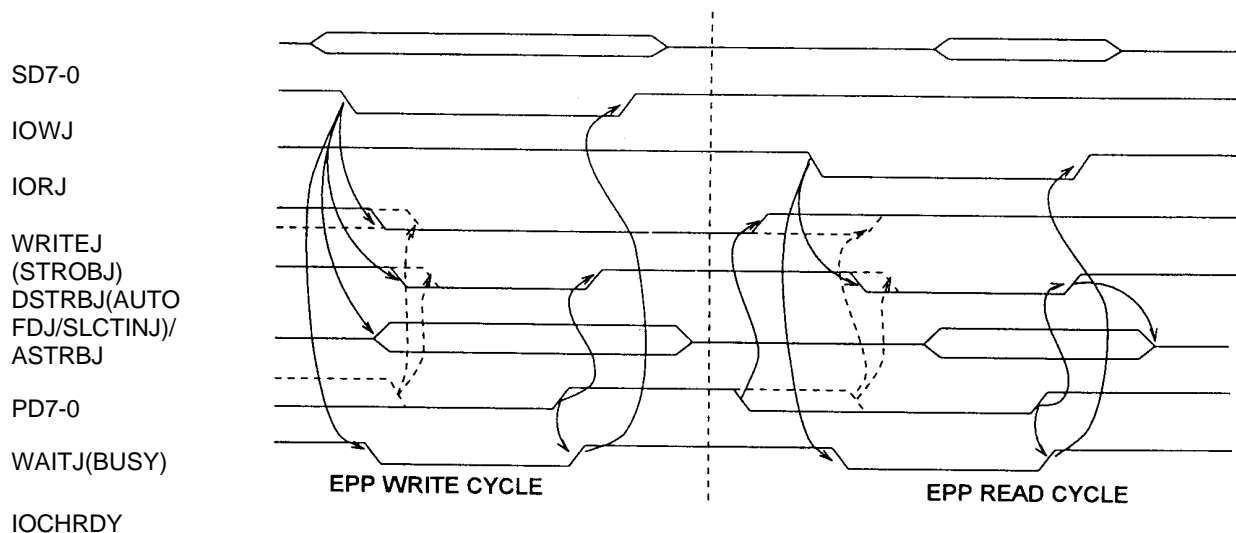 SD7-0
IOWJ
IORJ
WRITEJ
(STROBJ)
DSTRBJ(AUTO
FDJ/SLCTINJ)/
ASTRBJ
PD7-0
WAITJ(BUSY)
IOCHRDY
EPP WRITE CYCLE
EPP READ CYCLE